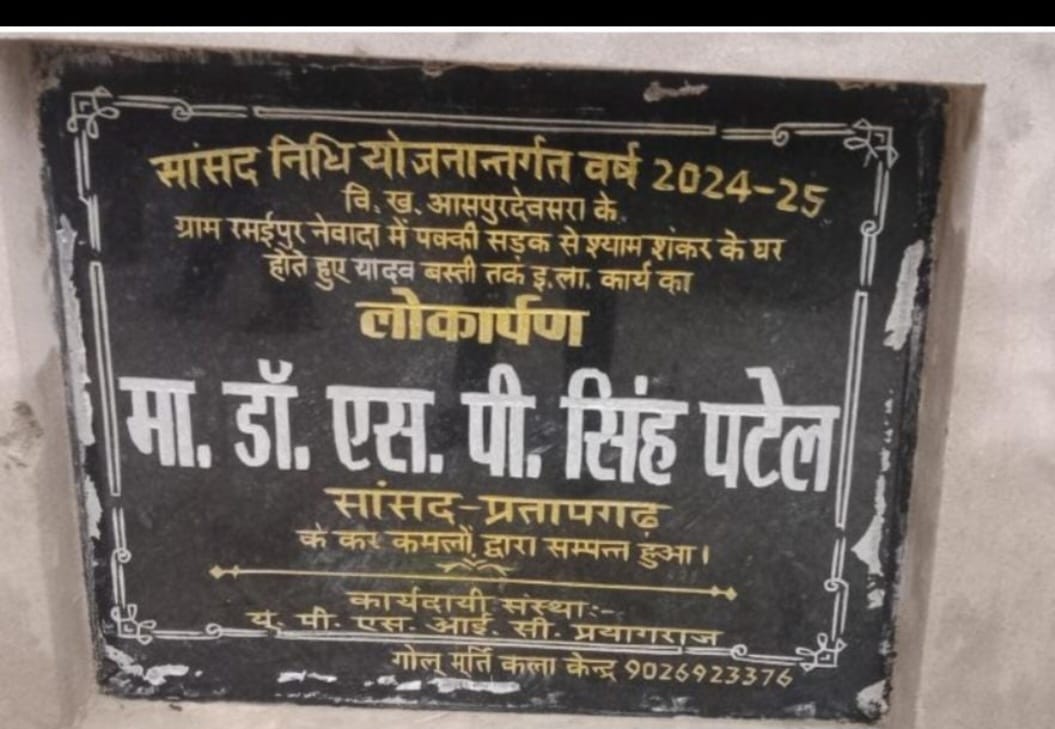 सांसद निधि योजनान्तर्गत वर्ष 2024-25
वि. ख. आसपुरदेवसरा के
ग्राम रमईपुर नेवादा में पक्की सड़क से श्याम शंकर के घर
होते हुए यादव बस्ती तक इ.ला. कार्य का
लोकार्पण
मा. डॉ. एस. पी. सिंह पटेल
सांसद-प्रतापगढ़
के कर कमलों द्वारा सम्पन्न हुआ।
कार्यदायी संस्था:-
यू. पी. एस. आई. सी. प्रयागराज
गोल मूर्ति कला केन्द्र 9026923376